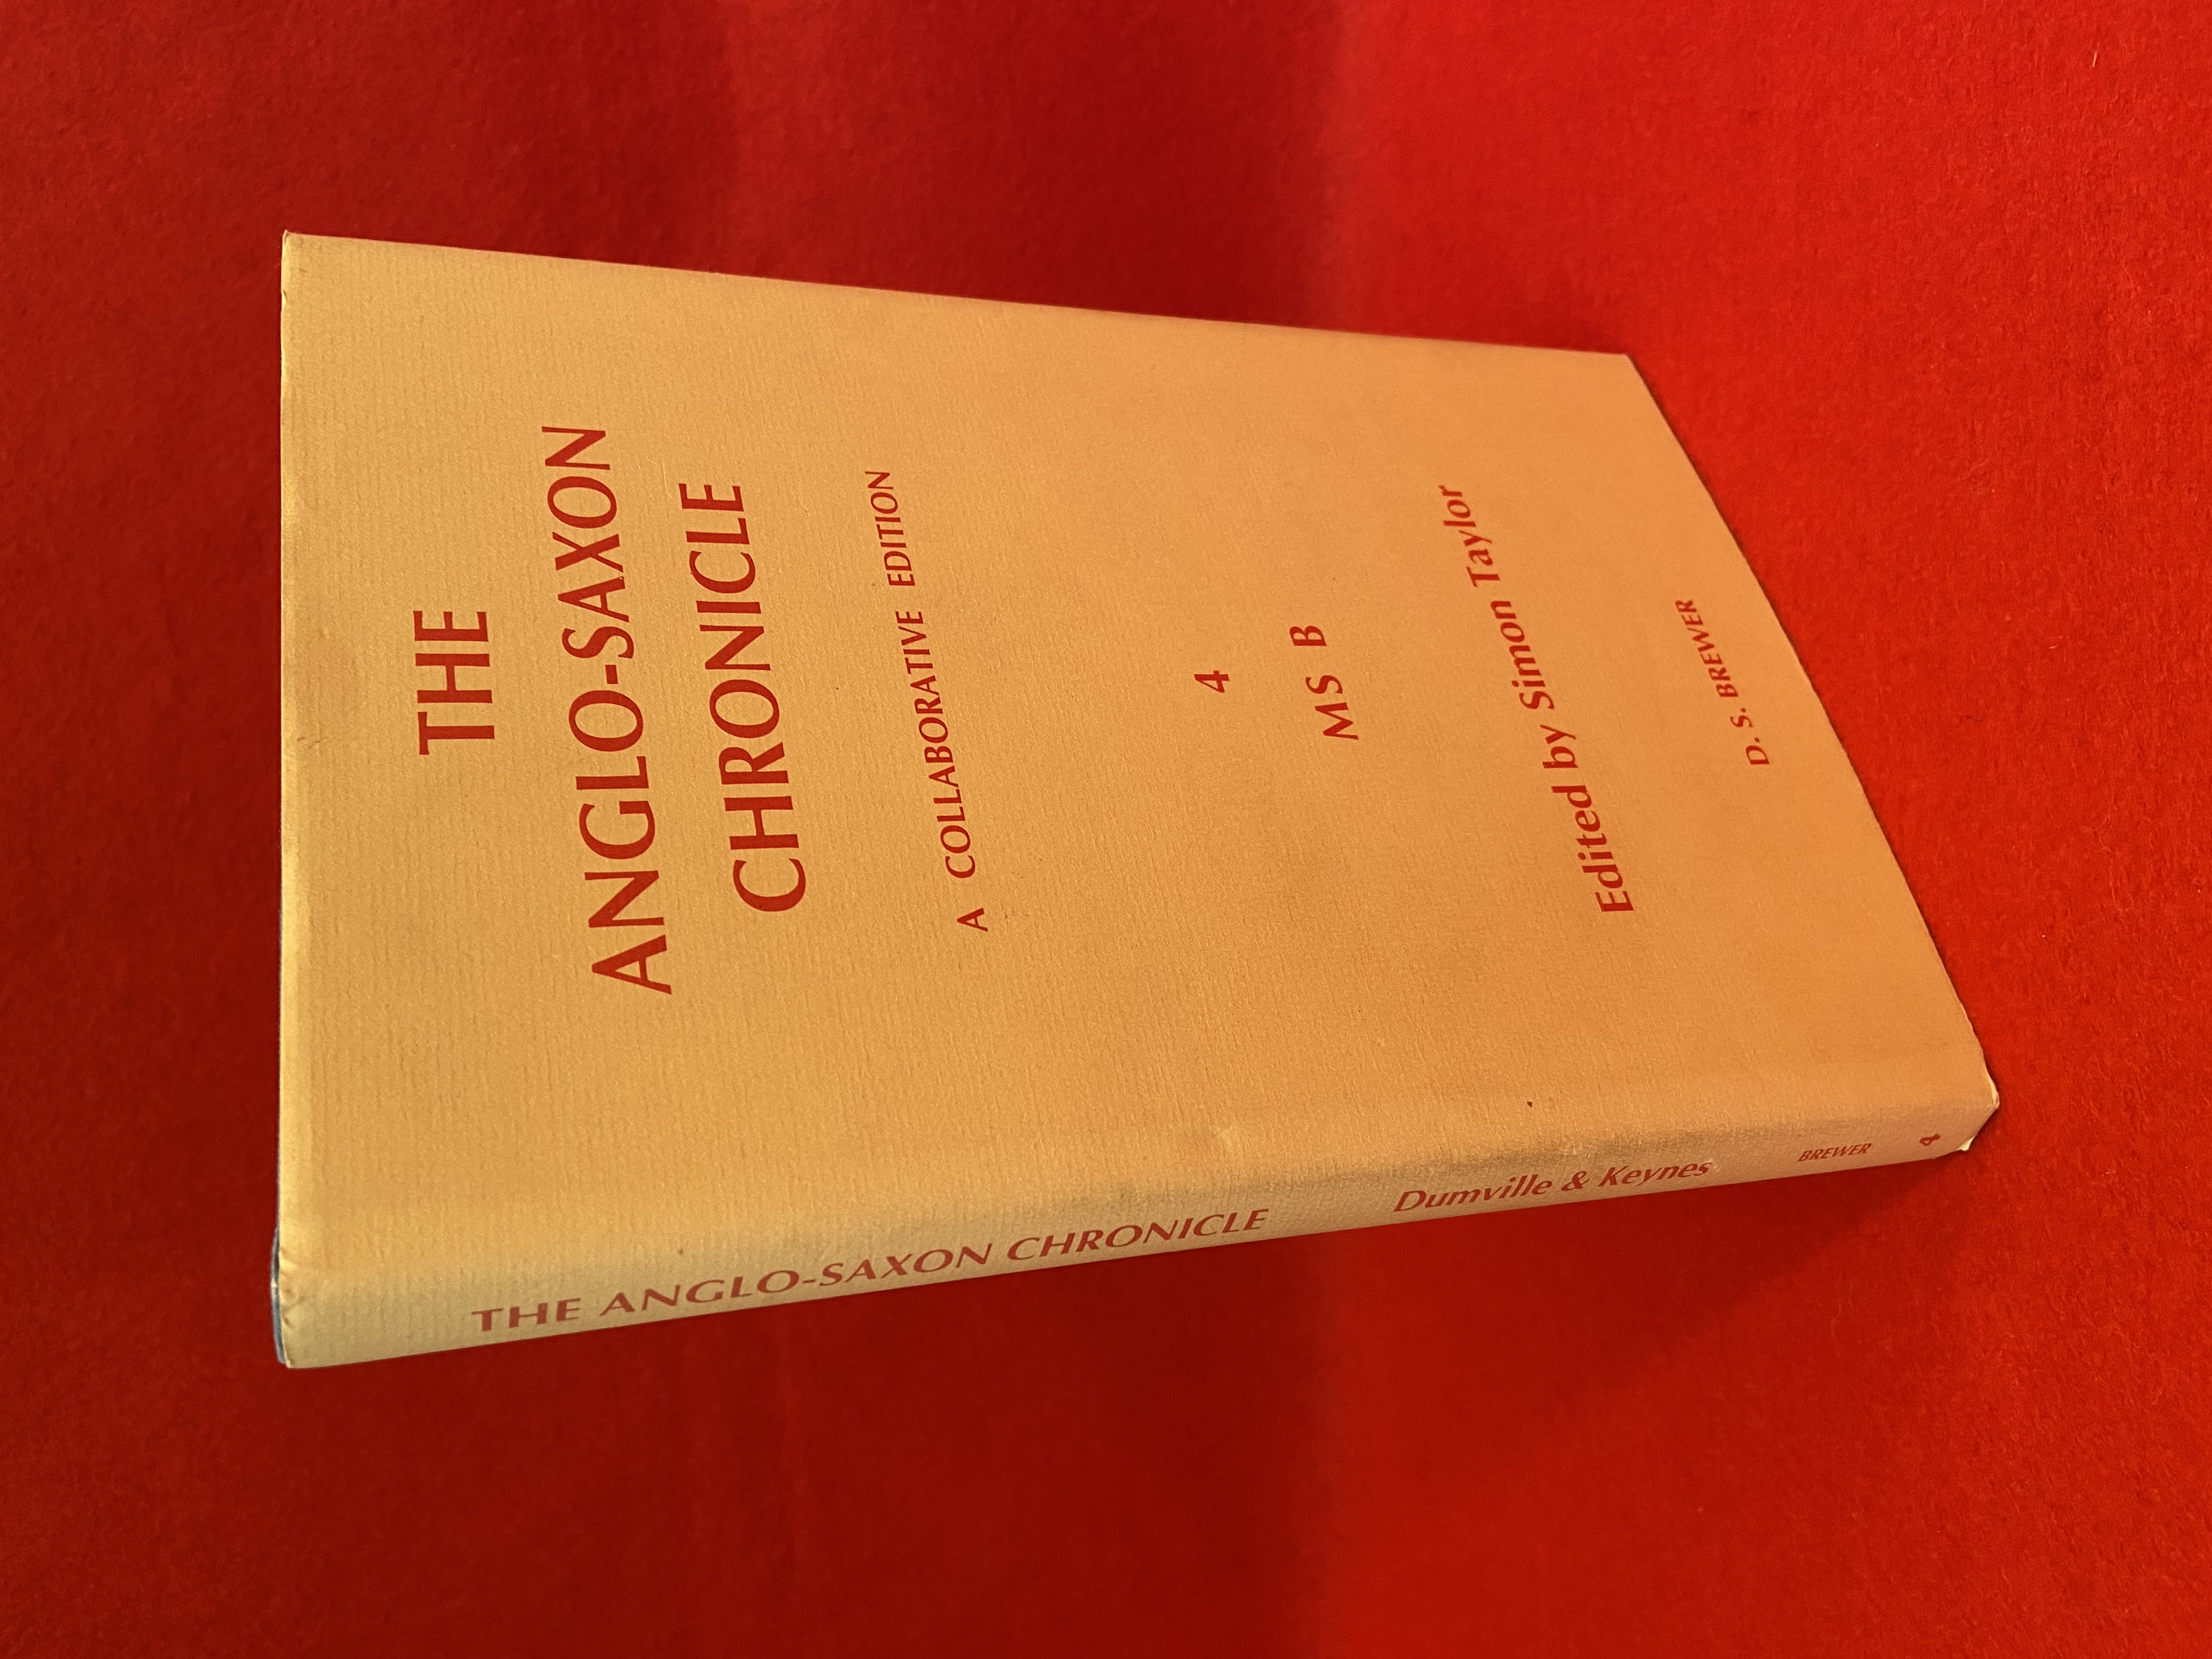 THE
ANGLO-SAXON
CHRONICLE
A COLLABORATIVE EDITION
4
MS B
Edited by Simon Taylor
D. S. BREWER
THE ANGLO-SAXON CHRONICLE Dumville & Keynes BREWER 4